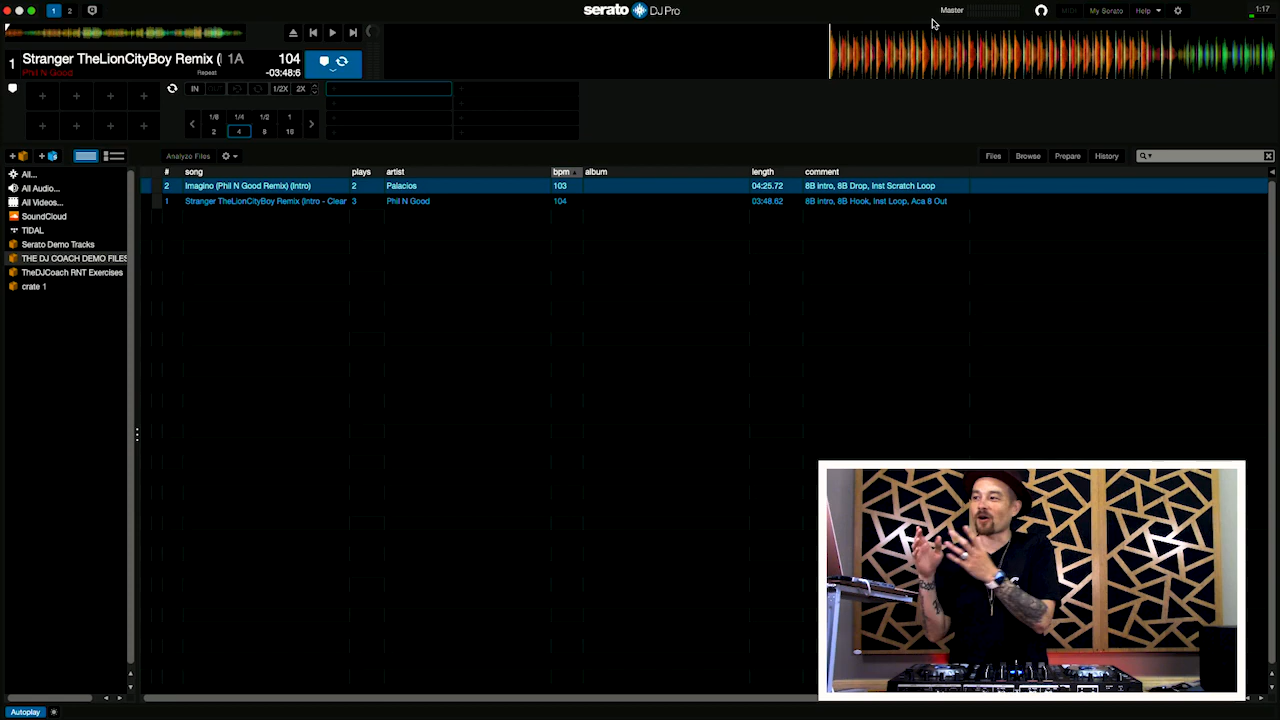 1 2
serato DJ Pro
Master
MIDI My Serato Help
1:17
1 Stranger TheLionCityBoy Remix ( 1A 104
Phil N Good Repeat -03:48:6
IN OUT 1/2X 2X
1/8 1/4 1/2 1
2 4 8 16
Analyze Files
Files Browse Prepare History
# song plays artist bpm album length comment
2 Imagino (Phil N Good Remix) (Intro) 2 Palacios 103 04:25.72 8B intro, 8B Drop, Inst Scratch Loop
1 Stranger TheLionCityBoy Remix (Intro - Clear 3 Phil N Good 104 03:48.62 8B intro, 8B Hook, Inst Loop, Aca 8 Out
All...
All Audio...
All Videos...
SoundCloud
TIDAL
Serato Demo Tracks
THE DJ COACH DEMO FILES
TheDJCoach RNT Exercises
crate 1
Autoplay